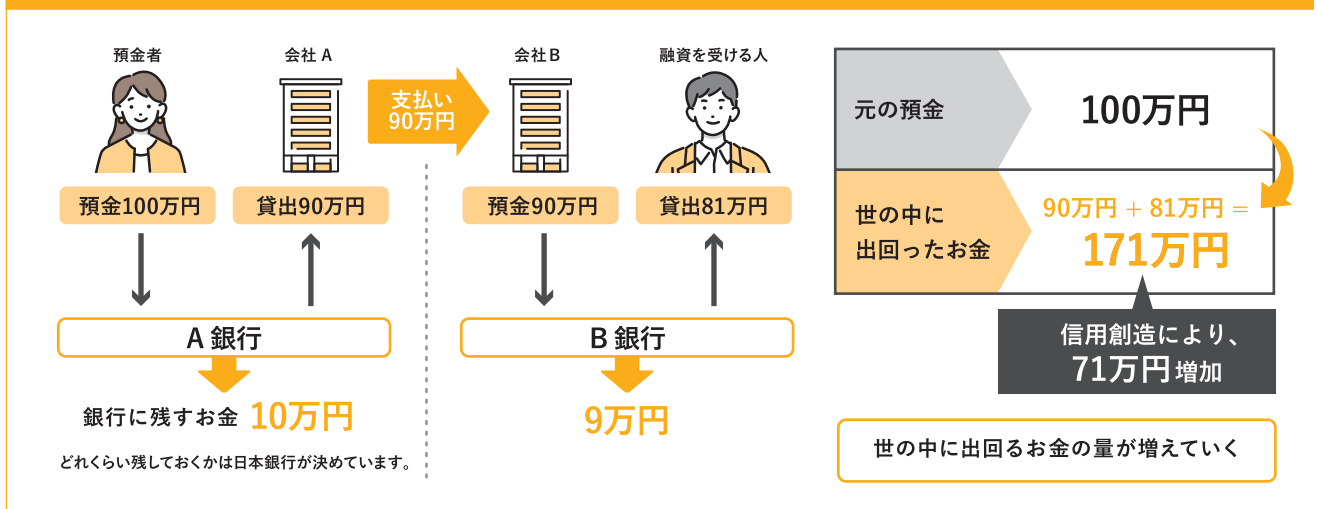 預金者
会社 A
支払い
90万円
会社 B
融資を受ける人
預金100万円
貸出90万円
預金90万円
貸出81万円
A 銀行
B 銀行
銀行に残すお金 10万円
9万円
どれくらい残しておくかは日本銀行が決めています。
元の預金
100万円
世の中に
出回ったお金
90万円 + 81万円 =
171万円
信用創造により、
71万円 増加
世の中に出回るお金の量が増えていく